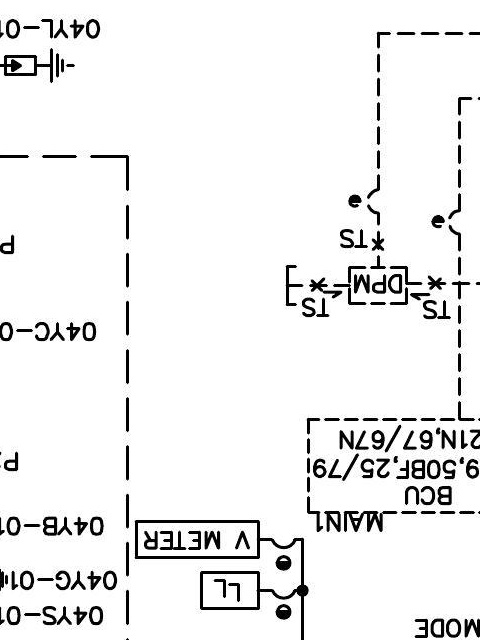 MODE
04YS-01
LL
04YG-01
V METER
04YB-01
MAIN1
BCU
9,50BF,25/79
21N,67/67N
P2
04YC-0
TS
TS
DPM
TS
P
04YL-01